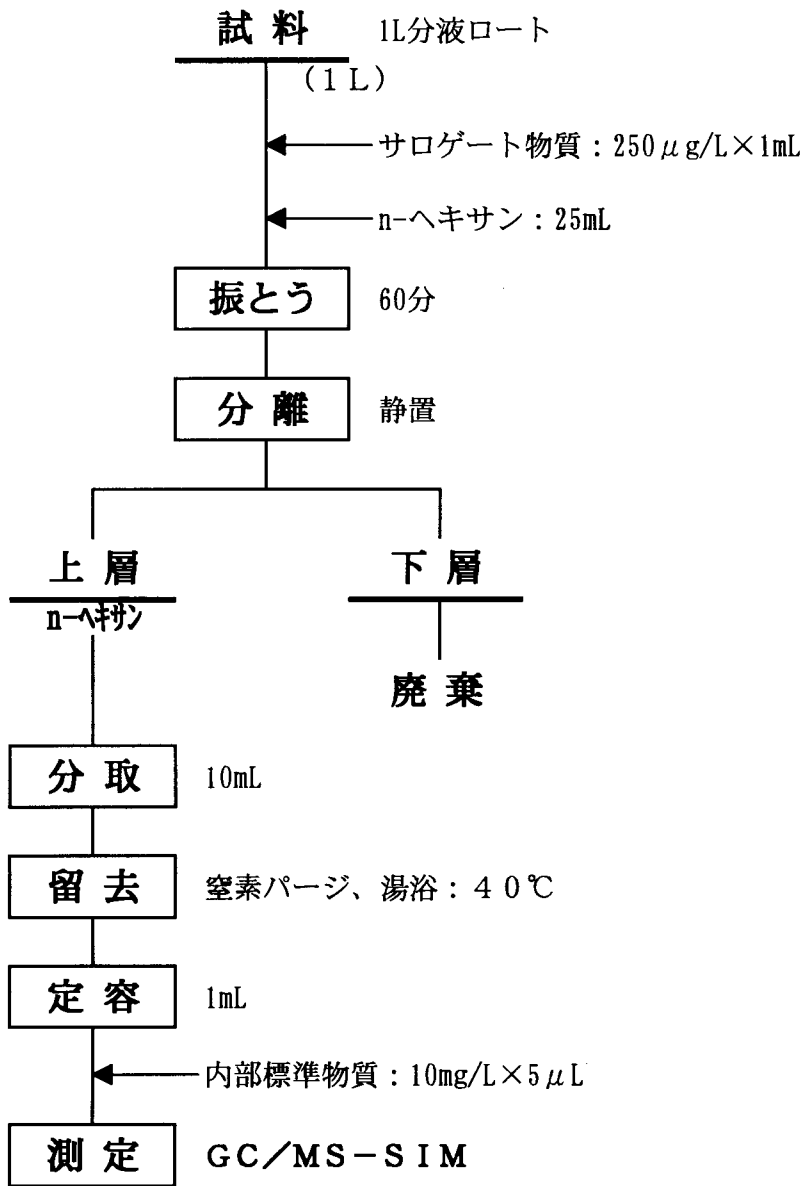 試料 1L分液ロート
(1L)
サロゲート物質:250μg/L×1mL
n-ヘキサン:25mL
振とう 60分
分離 静置
上層 下層
n-ヘキサン
廃棄
分取 10mL
留去 窒素パージ、湯浴:40℃
定容 1mL
内部標準物質:10mg/L×5μL
測定 GC/MS-SIM